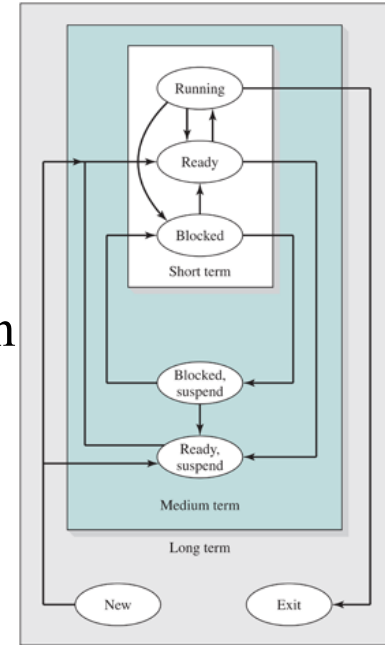 Running
Ready
Blocked
Short term
Blocked,
suspend
Ready,
suspend
Medium term
Long term
New
Exit